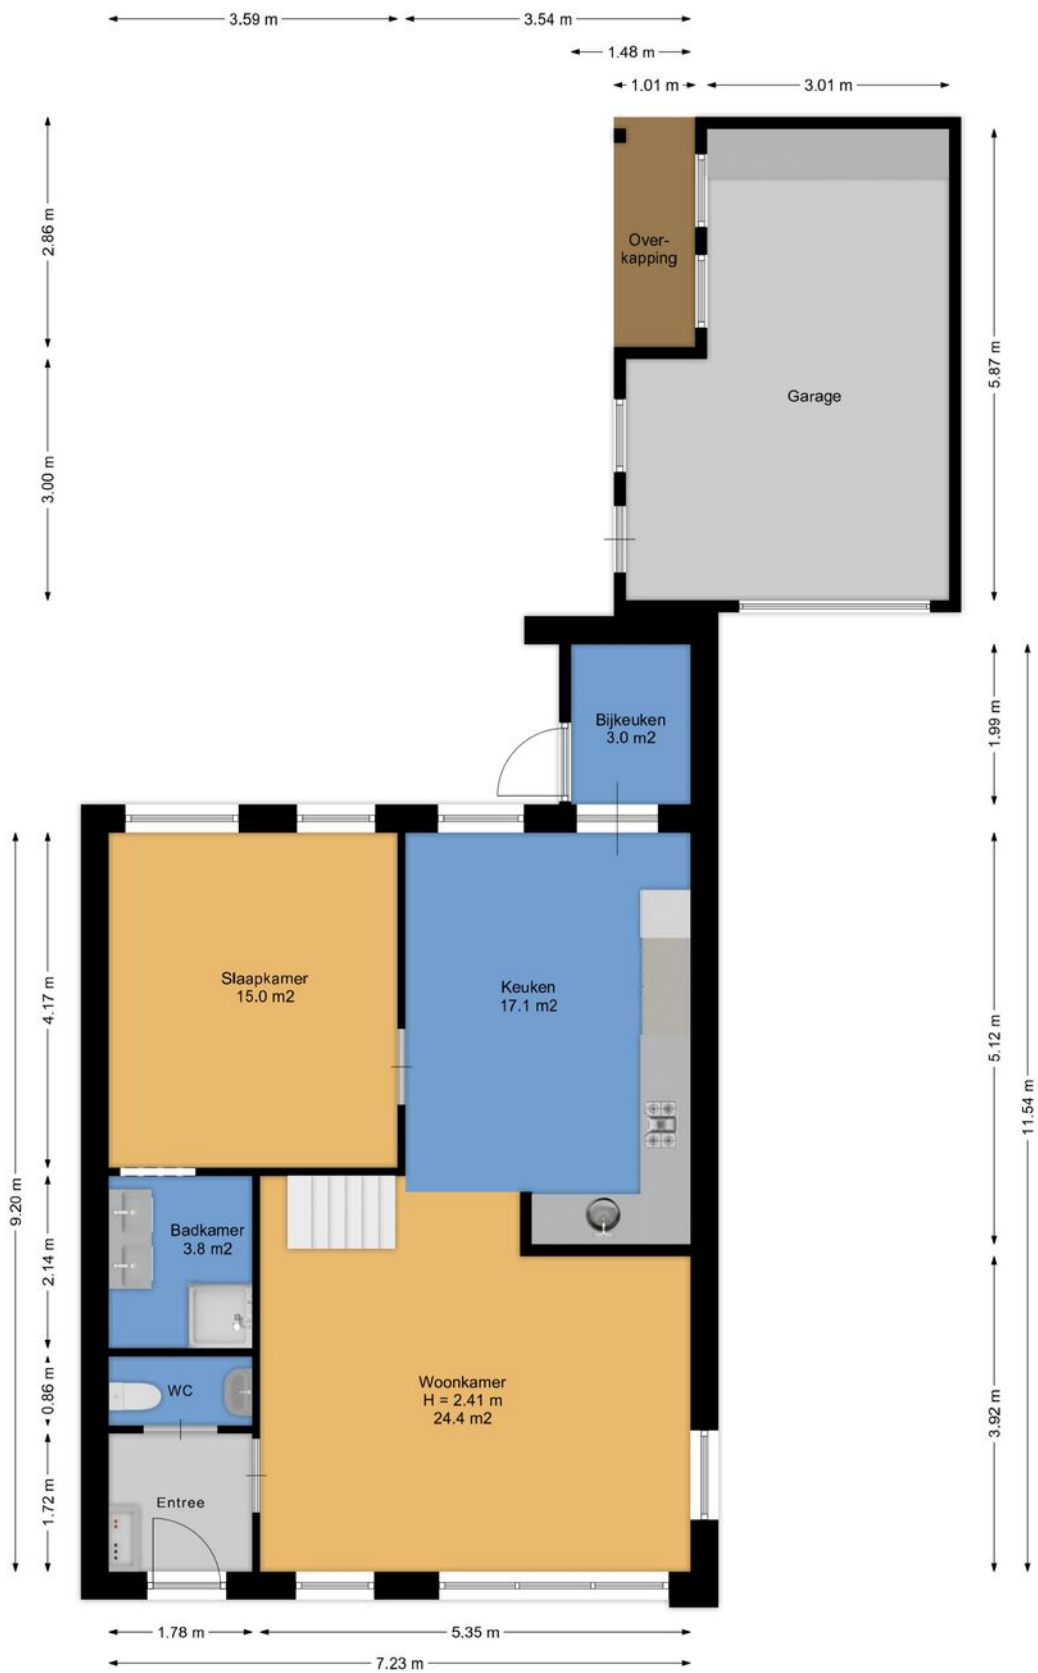 3.59 m
3.54 m
1.48 m
1.01 m
3.01 m
2.86 m
Over-
kapping
5.87 m
Garage
3.00 m
Bijkeuken
3.0 m2
1.99 m
Slaapkamer
15.0 m2
Keuken
17.1 m2
4.17 m
5.12 m
11.54 m
9.20 m
Badkamer
3.8 m2
2.14 m
WC
0.86 m
Woonkamer
H = 2.41 m
24.4 m2
3.92 m
Entree
1.72 m
1.78 m
5.35 m
7.23 m